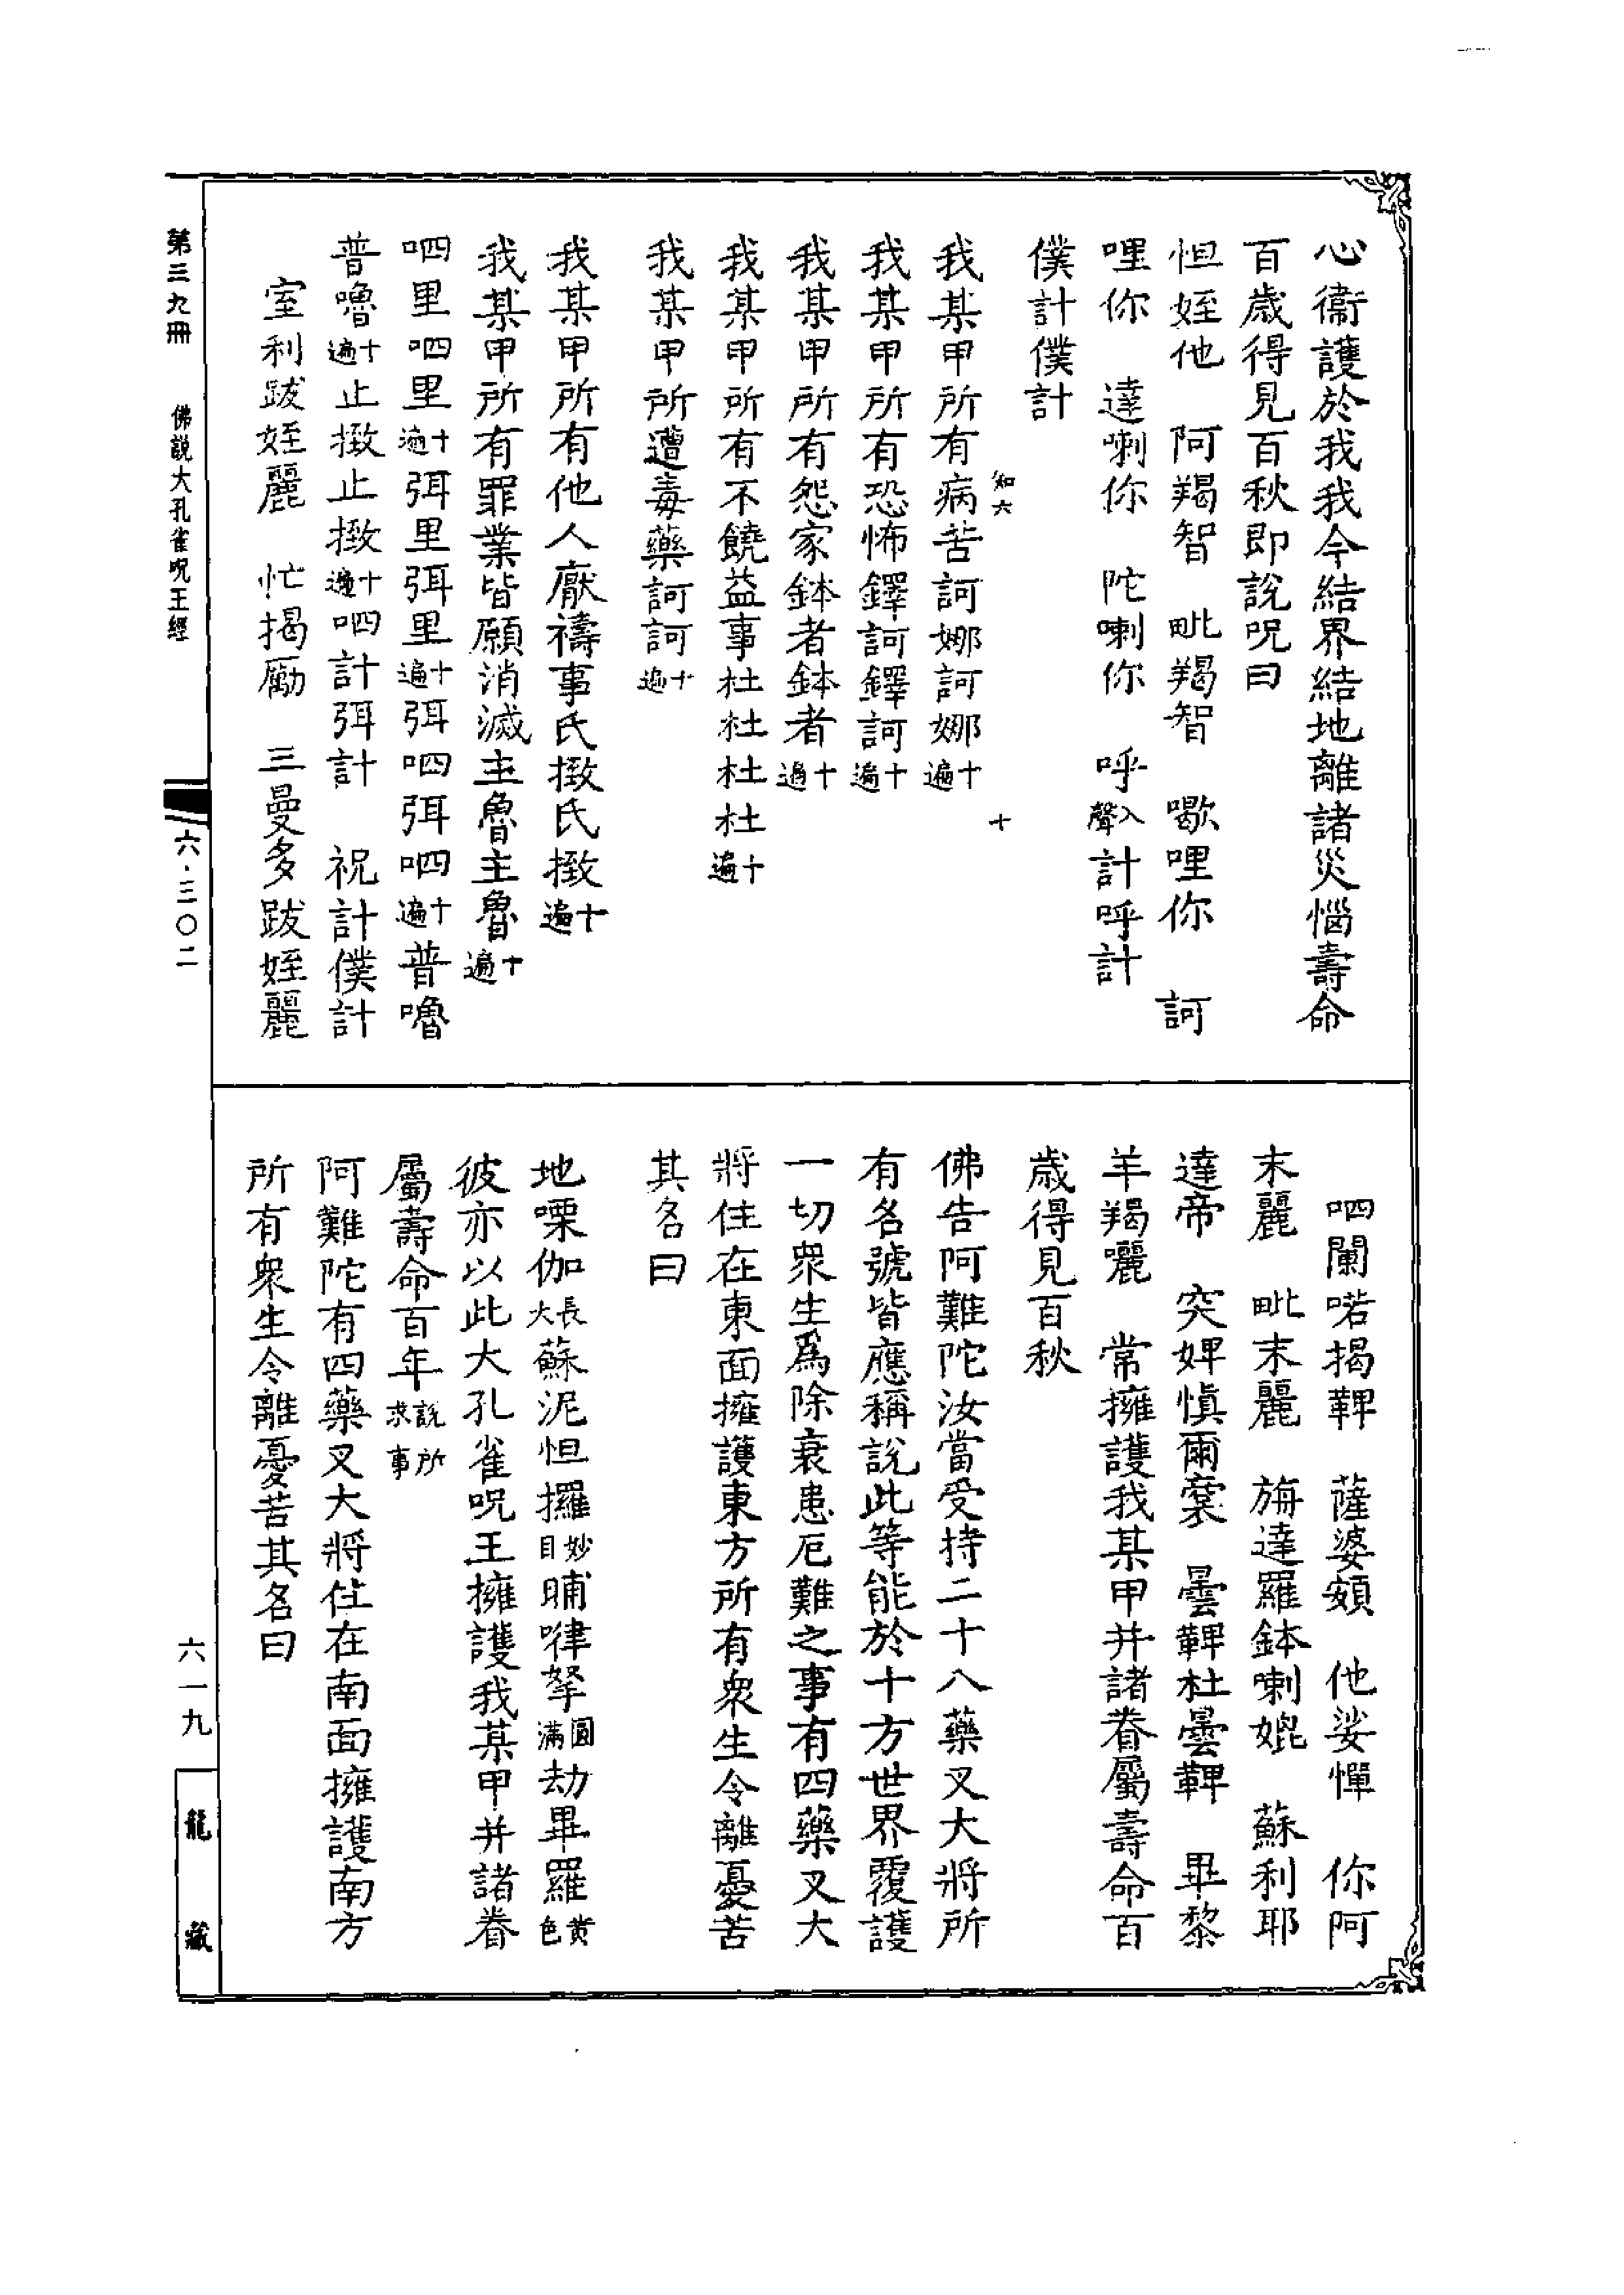 心衞護於我我今結界結地離諸災惱壽命
百歲得見百秋即說呪曰
怛姪他　阿羯智　毗羯智　歇哩你　訶
哩你　達喇你　陀喇你　呼入聲計呼計
僕計僕計
知六　十
我某甲所有病苦訶娜訶娜十遍
我某甲所有恐怖鐸訶鐸訶十遍
我某甲所有怨家鉢者鉢者十遍
我某甲所有不饒益事杜杜杜杜十遍
我某甲所遭毒藥訶訶十遍
我某甲所有他人厭禱事氏㨖氏㨖十遍
我某甲所有罪業皆願消滅主魯主魯十遍
呬里呬里十遍弭里弭里十遍弭呬弭呬十遍普嚕
普嚕十遍止㨖止㨖十遍呬計弭計　祝計僕計
室利跋姪麗　忙揭勵　三曼多跋姪麗
呬闌喏揭鞞　薩婆頞　他娑憚　你阿
末麗　毗末麗　旃達羅鉢喇媲　蘇利耶
達帝　突婢慎爾裳　曇鞞杜曇鞞　畢黎
羊羯囇　常擁護我某甲并諸眷屬壽命百
歲得見百秋
佛告阿難陀汝當受持二十八藥叉大將所
有名號皆應稱說此等能於十方世界覆護
一切衆生爲除衰患厄難之事有四藥叉大
將住在東面擁護東方所有衆生令離憂苦
其名曰
地㗚伽長大蘇泥怛攞妙目晡㗚拏圓滿劫畢羅黃色
彼亦以此大孔雀呪王擁護我某甲并諸眷
屬壽命百年說所求事
阿難陀有四藥叉大將住在南面擁護南方
所有衆生令離憂苦其名曰
第三九冊　佛說大孔雀呪王經
六·三〇二
六一九
龍藏